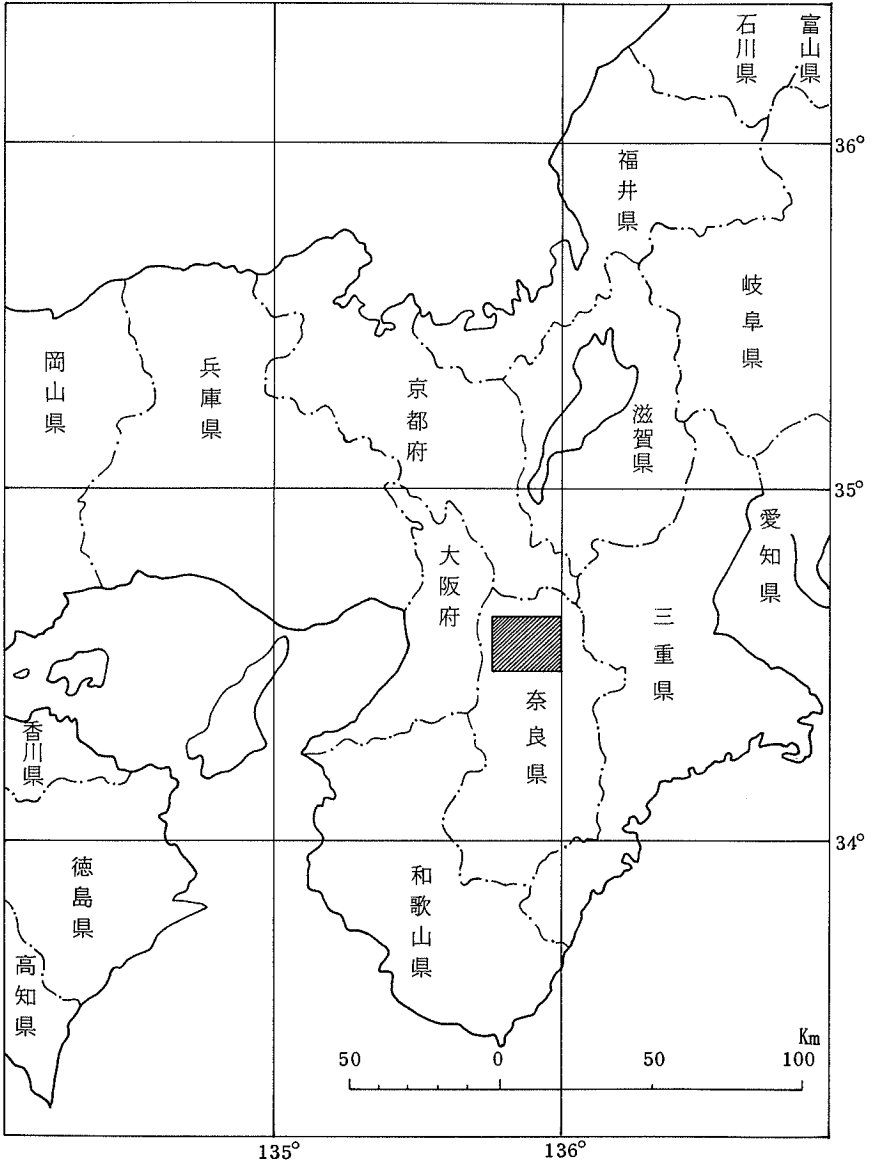 石川県
富山県
36°
福井県
岐阜県
岡山県
兵庫県
京都府
滋賀県
35°
愛知県
大阪府
三重県
奈良県
香川県
34°
徳島県
和歌山県
高知県
Km
50 0 50 100
135° 136°